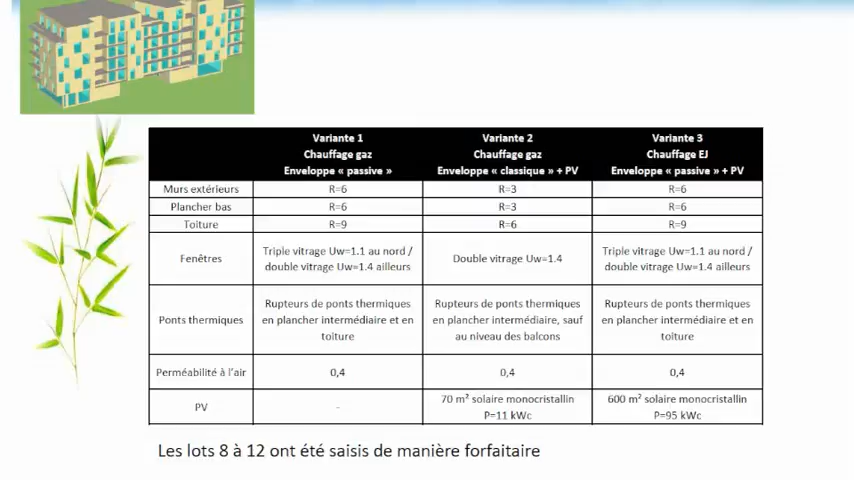 Variante 1
Chauffage gaz
Enveloppe « passive »
Variante 2
Chauffage gaz
Enveloppe « classique » + PV
Variante 3
Chauffage EJ
Enveloppe « passive » + PV
Murs extérieurs
R=6
R=3
R=6
Plancher bas
R=6
R=3
R=6
Toiture
R=9
R=6
R=9
Fenêtres
Triple vitrage Uw=1.1 au nord /
double vitrage Uw=1.4 ailleurs
Double vitrage Uw=1.4
Triple vitrage Uw=1.1 au nord /
double vitrage Uw=1.4 ailleurs
Ponts thermiques
Rupteurs de ponts thermiques
en plancher intermédiaire et en
toiture
Rupteurs de ponts thermiques
en plancher intermédiaire, sauf
au niveau des balcons
Rupteurs de ponts thermiques
en plancher intermédiaire et en
toiture
Perméabilité à l'air
0,4
0,4
0,4
PV
-
70 m² solaire monocristallin
P=11 kWc
600 m² solaire monocristallin
P=95 kWc
Les lots 8 à 12 ont été saisis de manière forfaitaire